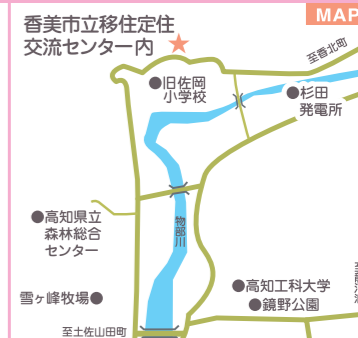 香美市立移住定住
交流センター内
MAP
至香北町
●旧佐岡
小学校
●杉田
発電所
●高知県立
森林総合
センター
物部川
雪ヶ峰牧場●
●高知工科大学
●鏡野公園
至土佐山田町